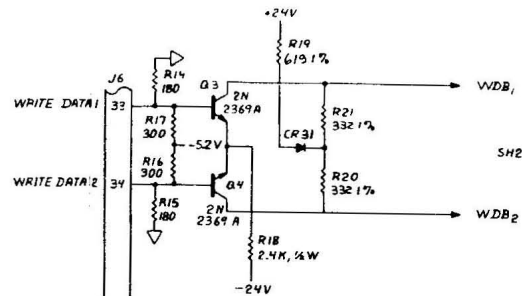 +24V
J6
R19
619 1%
R14
180
Q3
2N
2369A
WDB1
WRITE DATA 1
33
R17
300
R21
332 1%
-5.2V
CR31
SH2
R16
300
R20
332 1%
WRITE DATA 2
34
Q4
R15
180
2N
2369A
WDB2
R18
2.4K, ½W
-24V